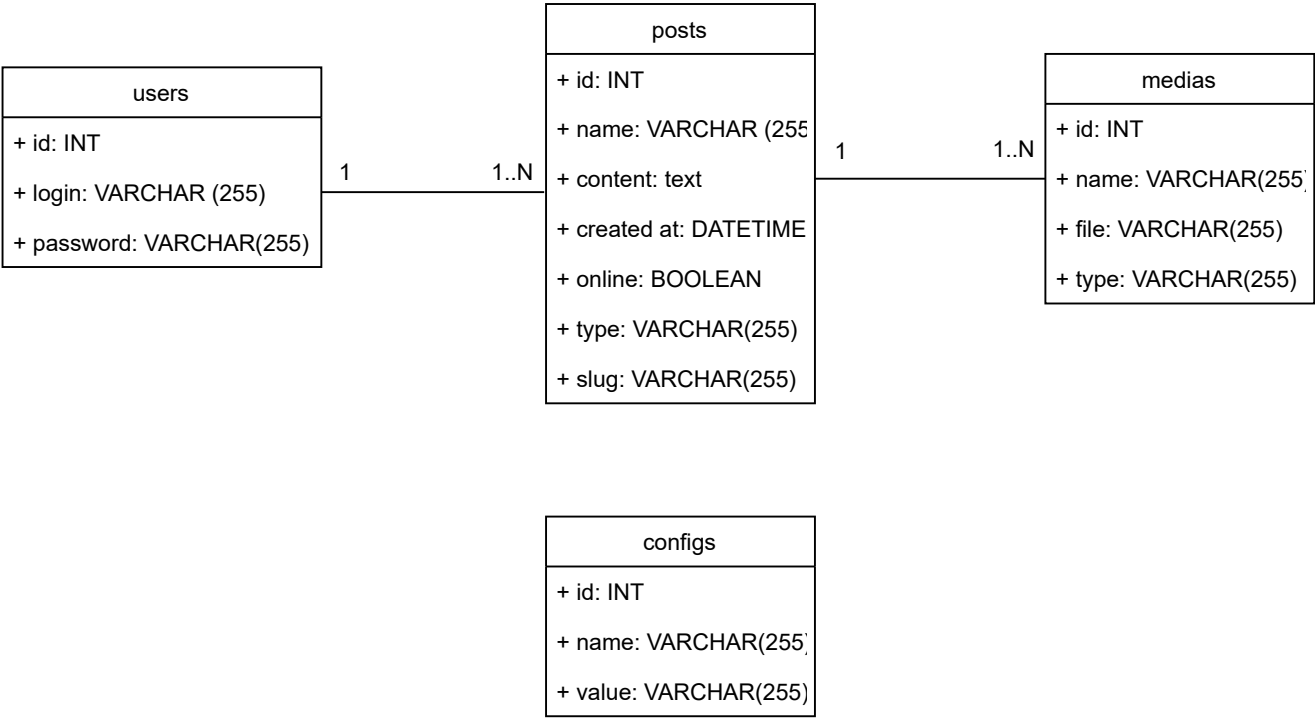 users
+ id: INT
+ login: VARCHAR (255)
+ password: VARCHAR(255)
1
1..N
posts
+ id: INT
+ name: VARCHAR (255
+ content: text
+ created at: DATETIME
+ online: BOOLEAN
+ type: VARCHAR(255)
+ slug: VARCHAR(255)
1
1..N
medias
+ id: INT
+ name: VARCHAR(255)
+ file: VARCHAR(255)
+ type: VARCHAR(255)
configs
+ id: INT
+ name: VARCHAR(255)
+ value: VARCHAR(255)